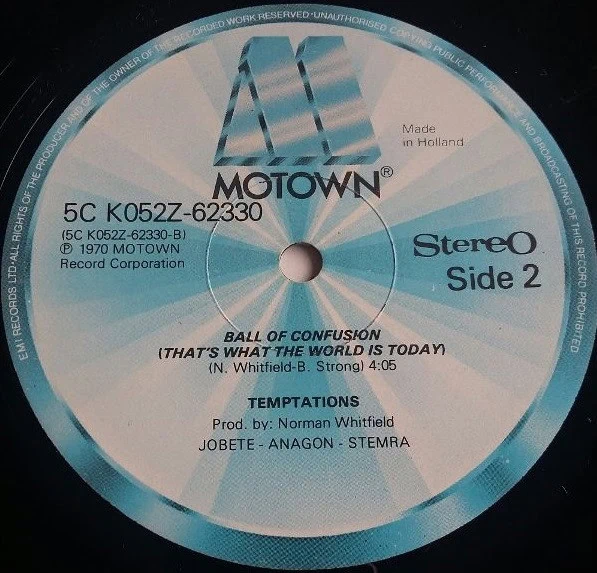 EMI RECORDS LTD·ALL RIGHTS OF THE PRODUCER AND OF THE OWNER OF THE RECORDED WORK RESERVED·UNAUTHORISED COPYING PUBLIC PERFORMANCE AND BROADCASTING OF THIS RECORD PROHIBITED
Made
in Holland
MOTOWN®
5C K052Z-62330
(5C K052Z-62330-B)
℗ 1970 MOTOWN
Record Corporation
Stereo
Side 2
BALL OF CONFUSION
(THAT'S WHAT THE WORLD IS TODAY)
(N. Whitfield-B. Strong) 4:05
TEMPTATIONS
Prod. by: Norman Whitfield
JOBETE - ANAGON - STEMRA